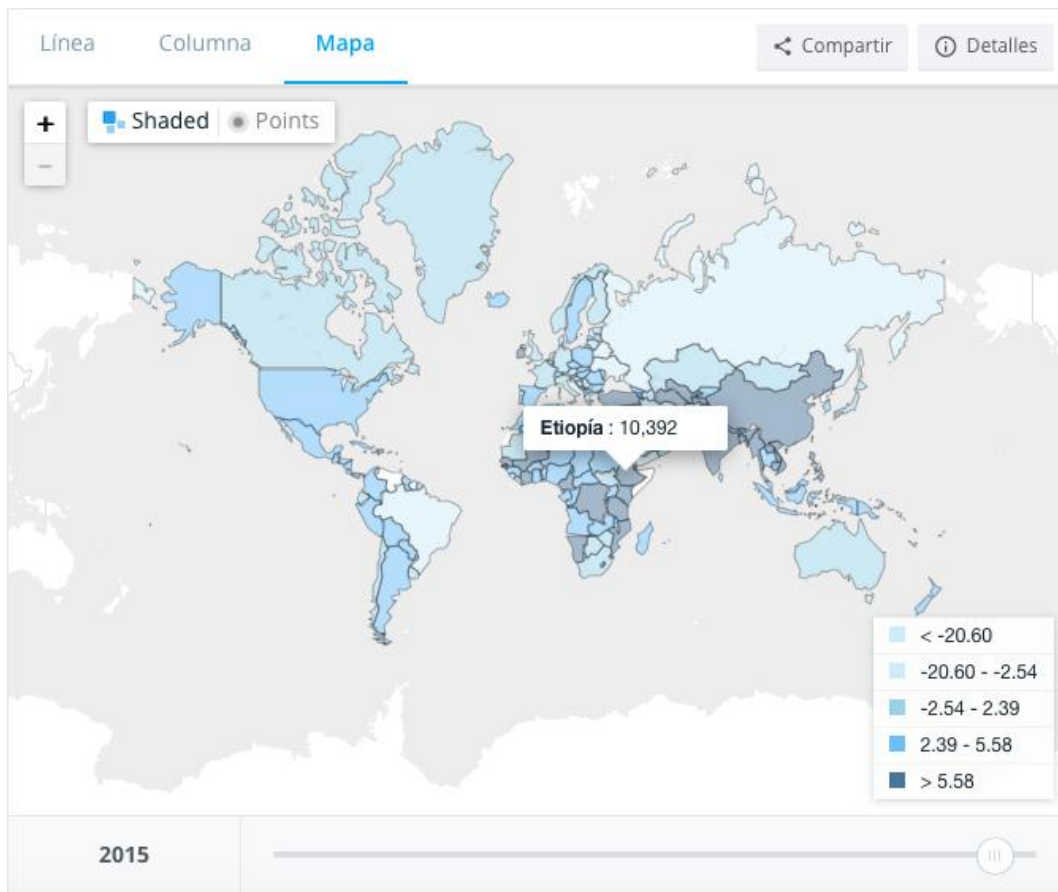 Línea Columna Mapa Compartir Detalles
+ Shaded Points
−
Etiopía : 10,392
< -20.60
-20.60 - -2.54
-2.54 - 2.39
2.39 - 5.58
> 5.58
2015